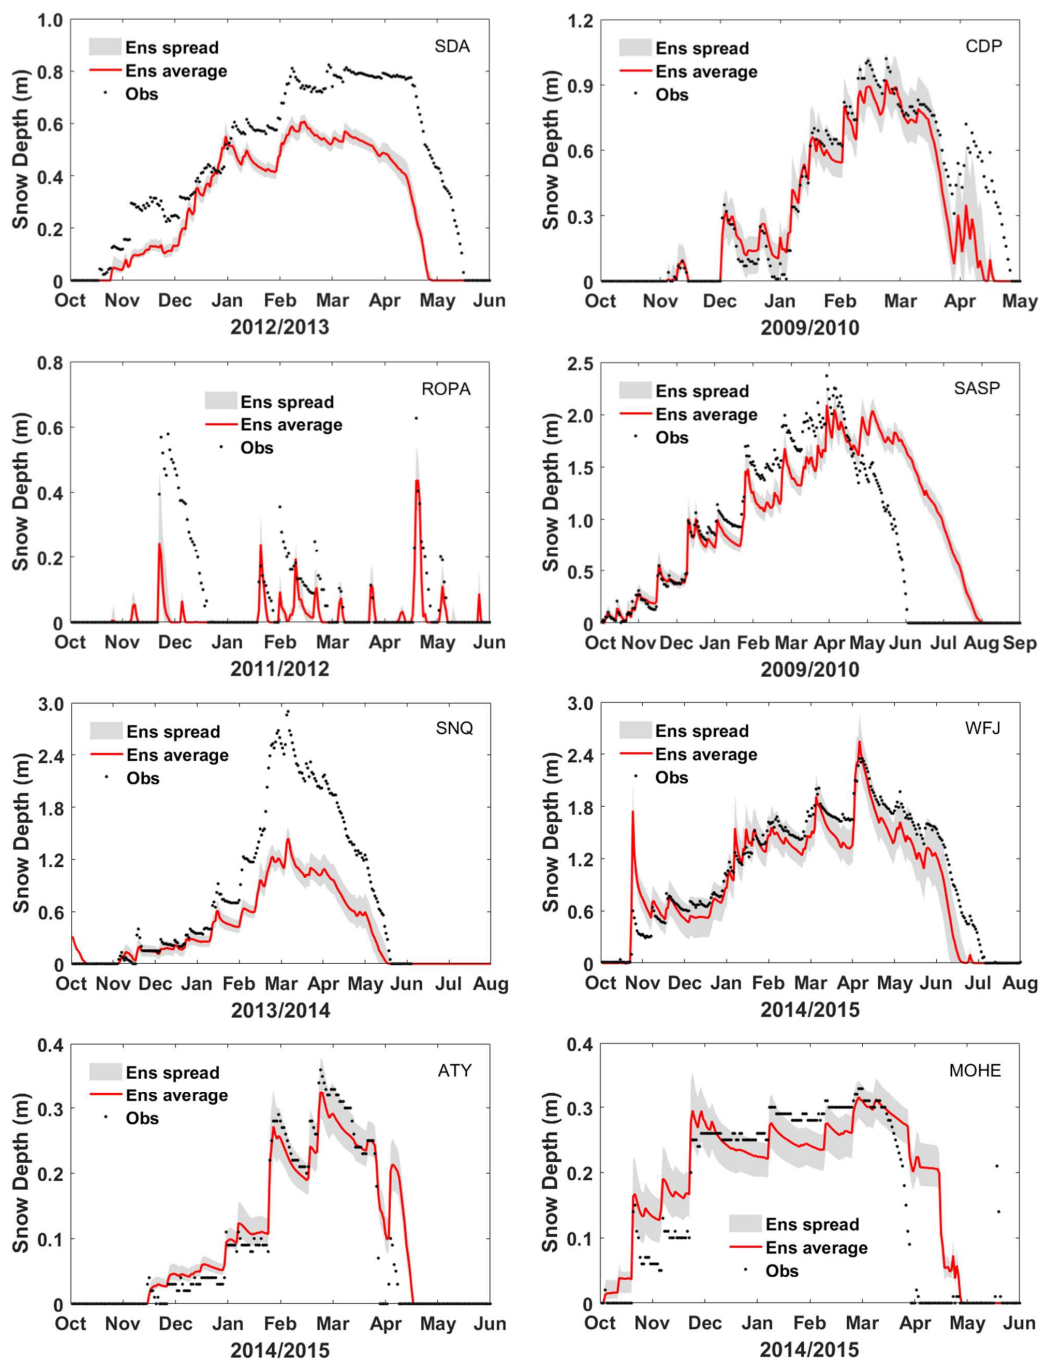 SDA
Ens spread
Ens average
Obs
Snow Depth (m)
1.0
0.8
0.6
0.4
0.2
0
Oct Nov Dec Jan Feb Mar Apr May Jun
2012/2013
CDP
Ens spread
Ens average
Obs
Snow Depth (m)
1.2
0.9
0.6
0.3
0
Oct Nov Dec Jan Feb Mar Apr May
2009/2010
ROPA
Ens spread
Ens average
Obs
Snow Depth (m)
0.8
0.6
0.4
0.2
0
Oct Nov Dec Jan Feb Mar Apr May Jun
2011/2012
SASP
Ens spread
Ens average
Obs
Snow Depth (m)
2.5
2.0
1.5
1.0
0.5
0
Oct Nov Dec Jan Feb Mar Apr May Jun Jul Aug Sep
2009/2010
SNQ
Ens spread
Ens average
Obs
Snow Depth (m)
3.0
2.4
1.8
1.2
0.6
0
Oct Nov Dec Jan Feb Mar Apr May Jun Jul Aug
2013/2014
WFJ
Ens spread
Ens average
Obs
Snow Depth (m)
3.0
2.4
1.8
1.2
0.6
0
Oct Nov Dec Jan Feb Mar Apr May Jun Jul Aug
2014/2015
ATY
Ens spread
Ens average
Obs
Snow Depth (m)
0.4
0.3
0.2
0.1
0
Oct Nov Dec Jan Feb Mar Apr May Jun
2014/2015
MOHE
Ens spread
Ens average
Obs
Snow Depth (m)
0.4
0.3
0.2
0.1
0
Oct Nov Dec Jan Feb Mar Apr May Jun
2014/2015